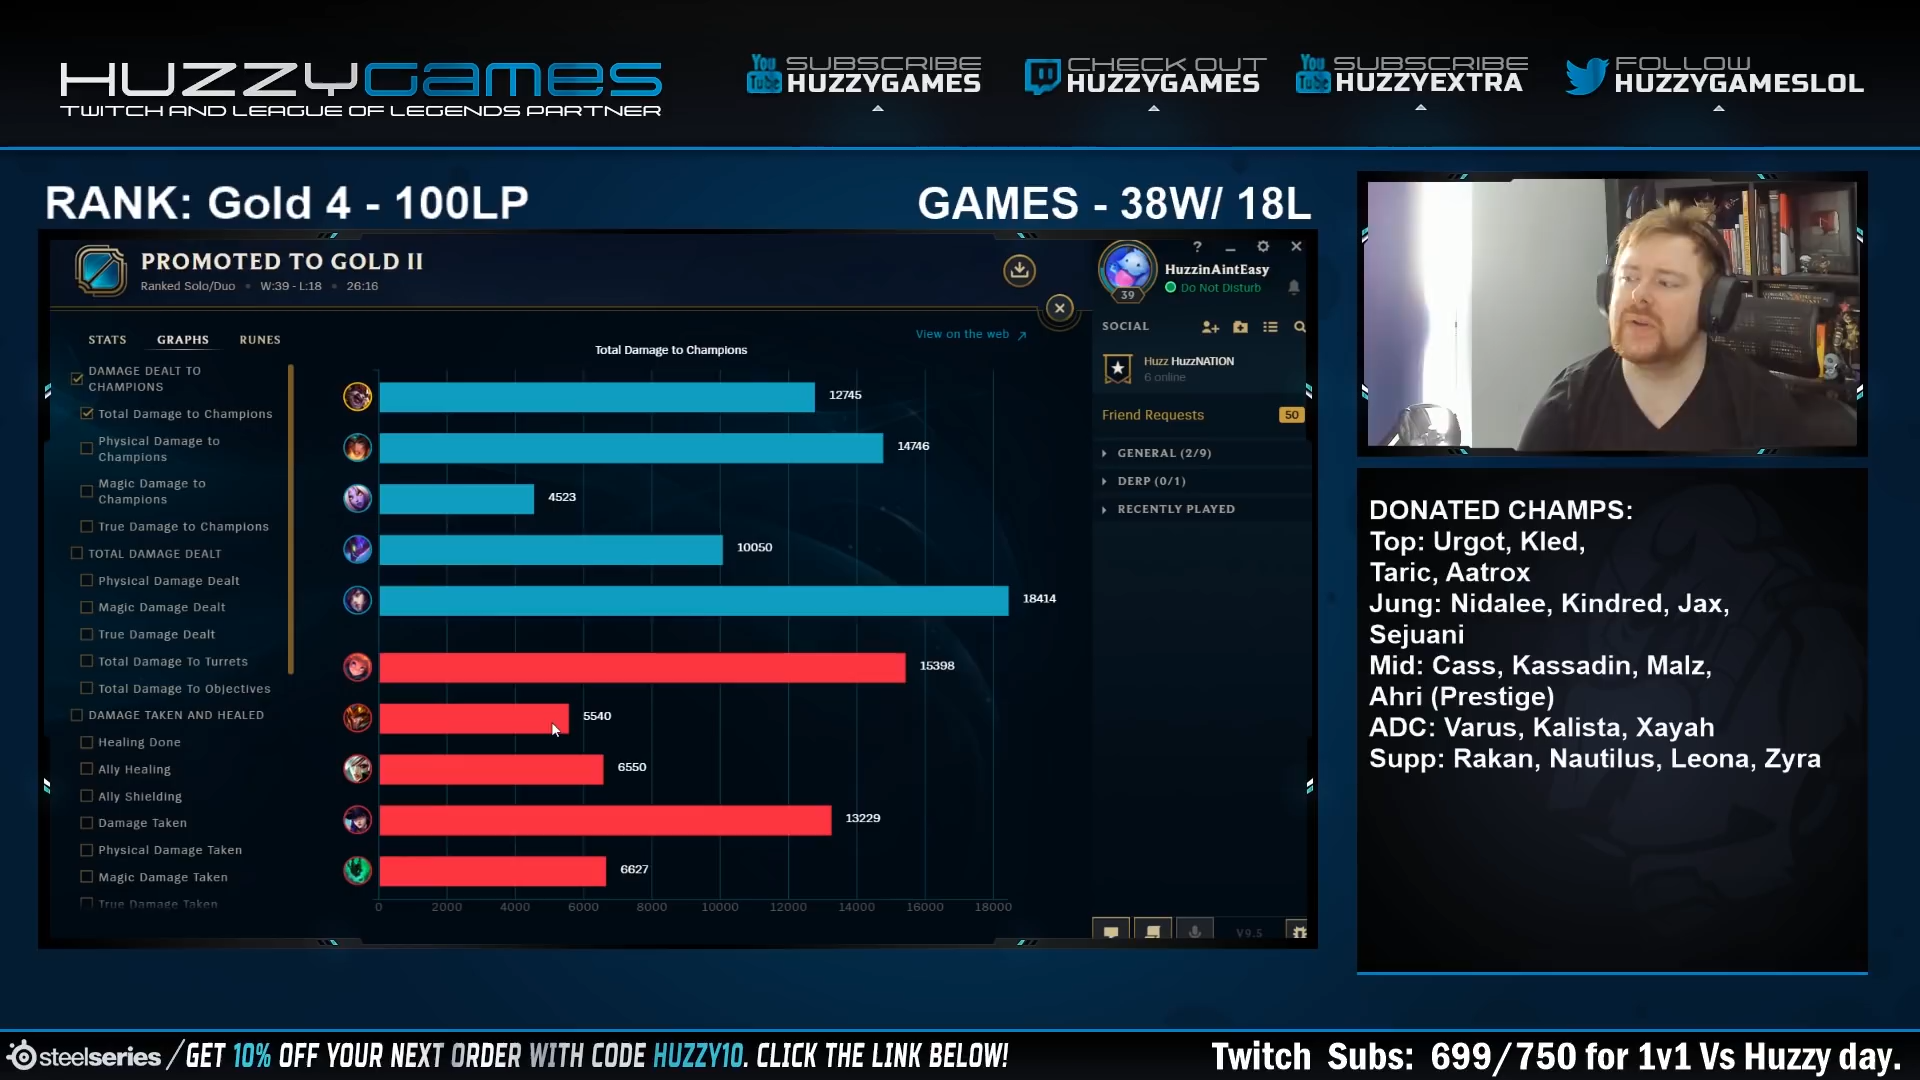 HUZZYGAMES
TWITCH AND LEAGUE OF LEGENDS PARTNER
You Tube SUBSCRIBE
HUZZYGAMES
CHECK OUT
HUZZYGAMES
You Tube SUBSCRIBE
HUZZYEXTRA
FOLLOW
HUZZYGAMESLOL
RANK: Gold 4 - 100LP
GAMES - 38W/ 18L
PROMOTED TO GOLD II
Ranked Solo/Duo • W:39 - L:18 • 26:16
STATS GRAPHS RUNES
View on the web
DAMAGE DEALT TO
CHAMPIONS
Total Damage to Champions
Physical Damage to
Champions
Magic Damage to
Champions
True Damage to Champions
TOTAL DAMAGE DEALT
Physical Damage Dealt
Magic Damage Dealt
True Damage Dealt
Total Damage To Turrets
Total Damage To Objectives
DAMAGE TAKEN AND HEALED
Healing Done
Ally Healing
Ally Shielding
Damage Taken
Physical Damage Taken
Magic Damage Taken
True Damage Taken
Total Damage to Champions
12745
14746
4523
10050
18414
15398
5540
6550
13229
6627
0 2000 4000 6000 8000 10000 12000 14000 16000 18000
?
HuzzinAintEasy
Do Not Disturb
39
SOCIAL
Huzz HuzzNATION
6 online
Friend Requests 50
GENERAL (2/9)
DERP (0/1)
RECENTLY PLAYED
V9.5
DONATED CHAMPS:
Top: Urgot, Kled,
Taric, Aatrox
Jung: Nidalee, Kindred, Jax,
Sejuani
Mid: Cass, Kassadin, Malz,
Ahri (Prestige)
ADC: Varus, Kalista, Xayah
Supp: Rakan, Nautilus, Leona, Zyra
steelseries / GET 10% OFF YOUR NEXT ORDER WITH CODE HUZZY10. CLICK THE LINK BELOW!
Twitch Subs: 699/750 for 1v1 Vs Huzzy day.